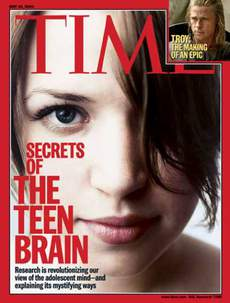 TIME
TROY:
THE MAKING
OF AN EPIC
SECRETS
OF
THE
TEEN
BRAIN
Research is revolutionizing our
view of the adolescent mind—and
explaining its mystifying ways